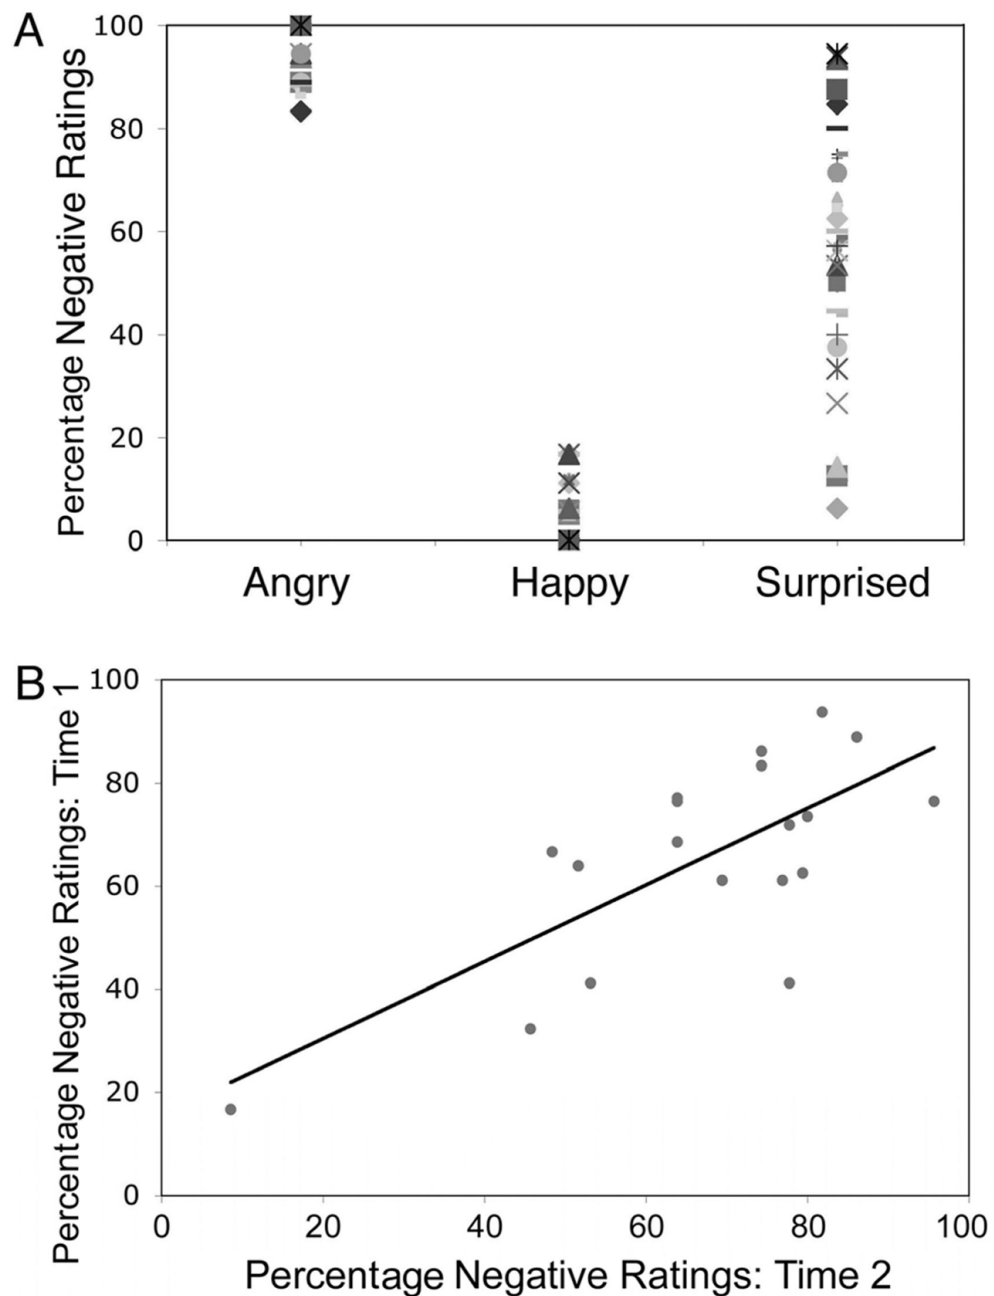 A
Percentage Negative Ratings
100
80
60
40
20
0
Angry Happy Surprised
B
Percentage Negative Ratings: Time 1
100
80
60
40
20
0
0 20 40 60 80 100
Percentage Negative Ratings: Time 2